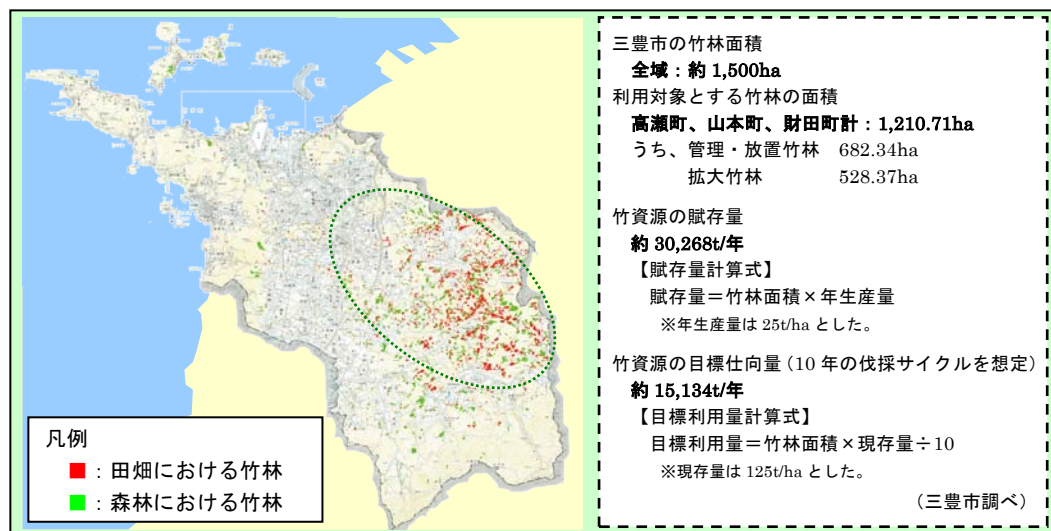 三豊市の竹林面積
全域：約 1,500ha
利用対象とする竹林の面積
高瀬町、山本町、財田町計：1,210.71ha
うち、管理・放置竹林 682.34ha
拡大竹林 528.37ha
竹資源の賦存量
約 30,268t/年
【賦存量計算式】
賦存量＝竹林面積×年生産量
※年生産量は 25t/ha とした。
竹資源の目標仕向量（10 年の伐採サイクルを想定）
約 15,134t/年
【目標利用量計算式】
目標利用量＝竹林面積×現存量÷10
※現存量は 125t/ha とした。
（三豊市調べ）
凡例
■：田畑における竹林
■：森林における竹林